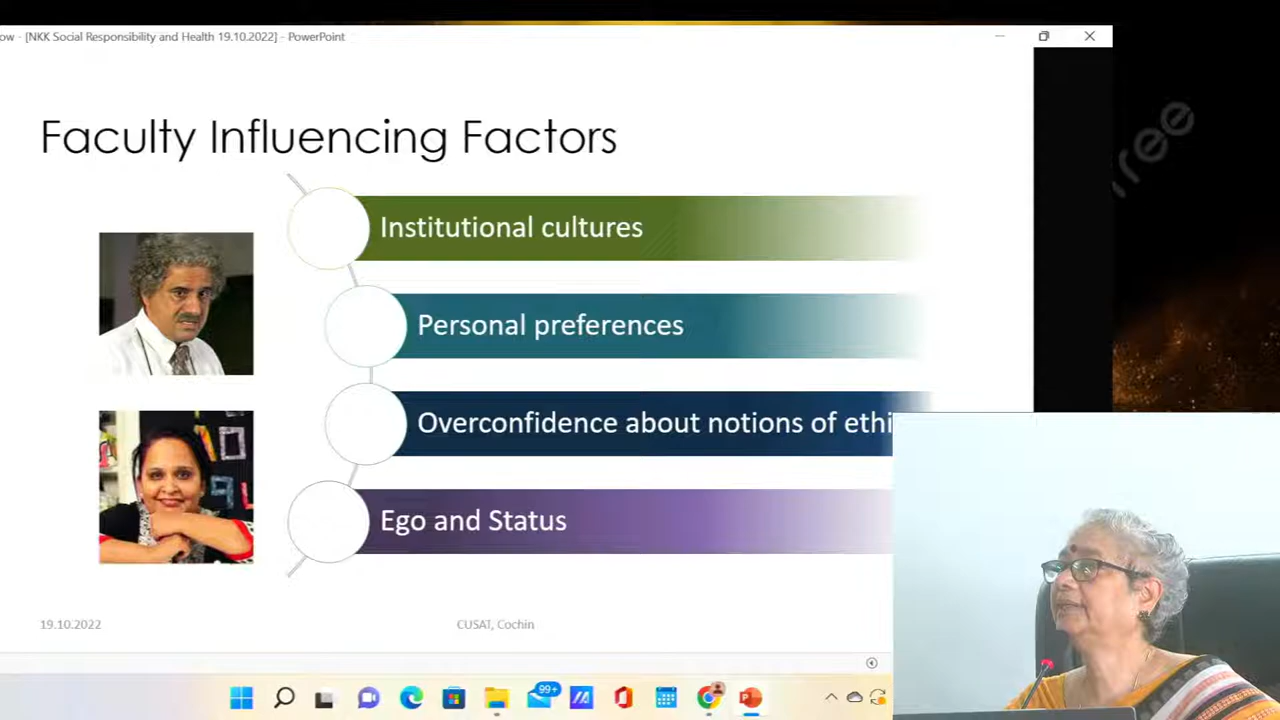 ow - [NKK Social Responsibility and Health 19.10.2022] - PowerPoint
Faculty Influencing Factors
Institutional cultures
Personal preferences
Overconfidence about notions of ethi
Ego and Status
19.10.2022
CUSAT, Cochin
99+
ree